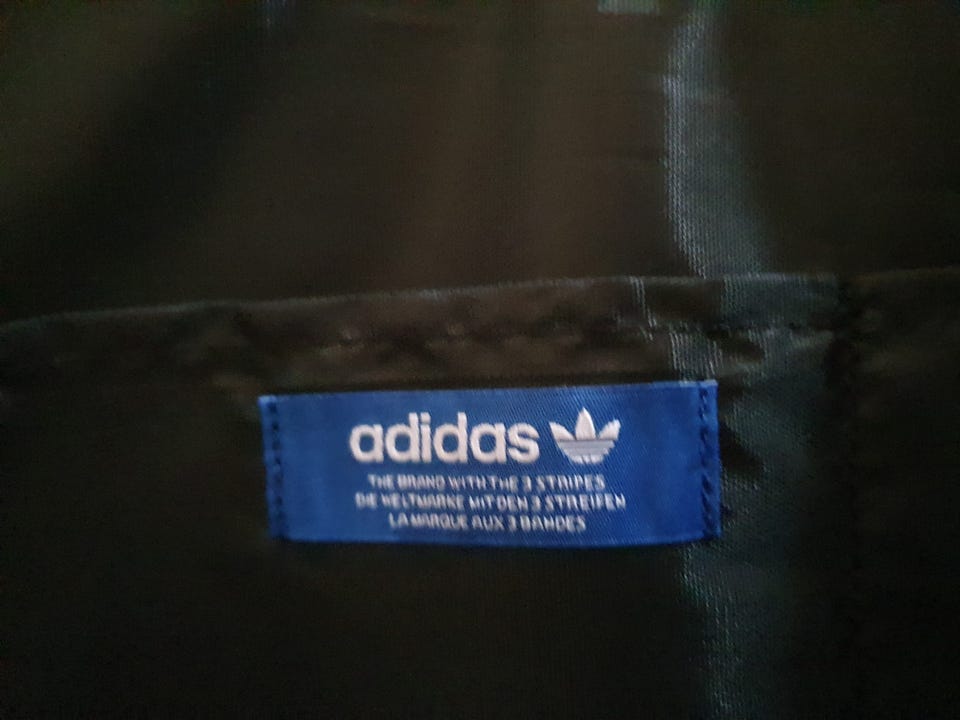 adidas
THE BRAND WITH THE 3 STRIPES
DIE WELTMARKE MIT DEN 3 STREIFEN
LA MARQUE AUX 3 BANDES